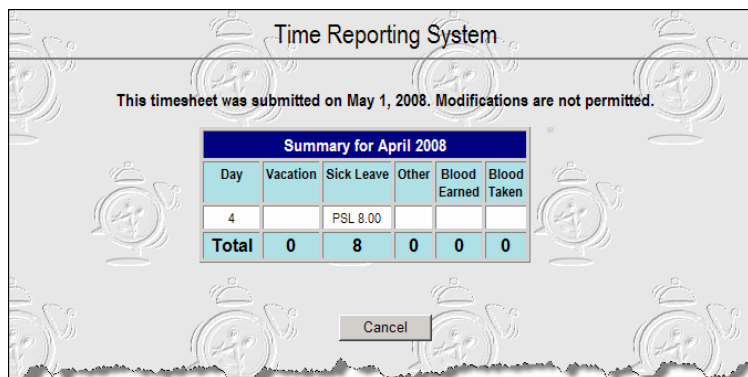 Time Reporting System
This timesheet was submitted on May 1, 2008. Modifications are not permitted.
Summary for April 2008
Day Vacation Sick Leave Other Blood Earned Blood Taken
4 PSL 8.00
Total 0 8 0 0 0
Cancel